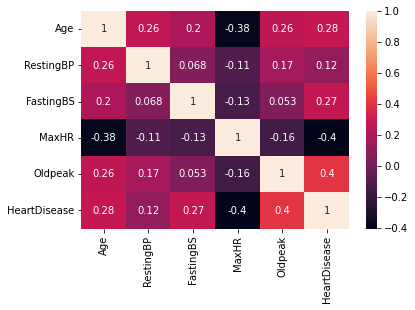 1.0
Age 1 0.26 0.2 -0.38 0.26 0.28
0.8
RestingBP 0.26 1 0.068 -0.11 0.17 0.12
0.6
FastingBS 0.2 0.068 1 -0.13 0.053 0.27
0.4
0.2
MaxHR -0.38 -0.11 -0.13 1 -0.16 -0.4
0.0
Oldpeak 0.26 0.17 0.053 -0.16 1 0.4
-0.2
HeartDisease 0.28 0.12 0.27 -0.4 0.4 1
-0.4
Age
RestingBP
FastingBS
MaxHR
Oldpeak
HeartDisease